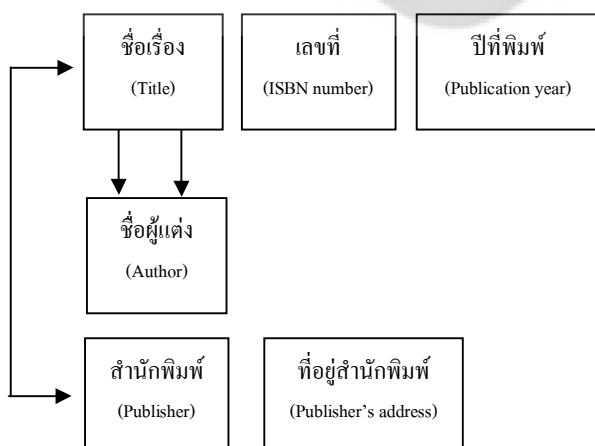 ชื่อเรื่อง
(Title)
เลขที่
(ISBN number)
ปีที่พิมพ์
(Publication year)
ชื่อผู้แต่ง
(Author)
สำนักพิมพ์
(Publisher)
ที่อยู่สำนักพิมพ์
(Publisher’s address)